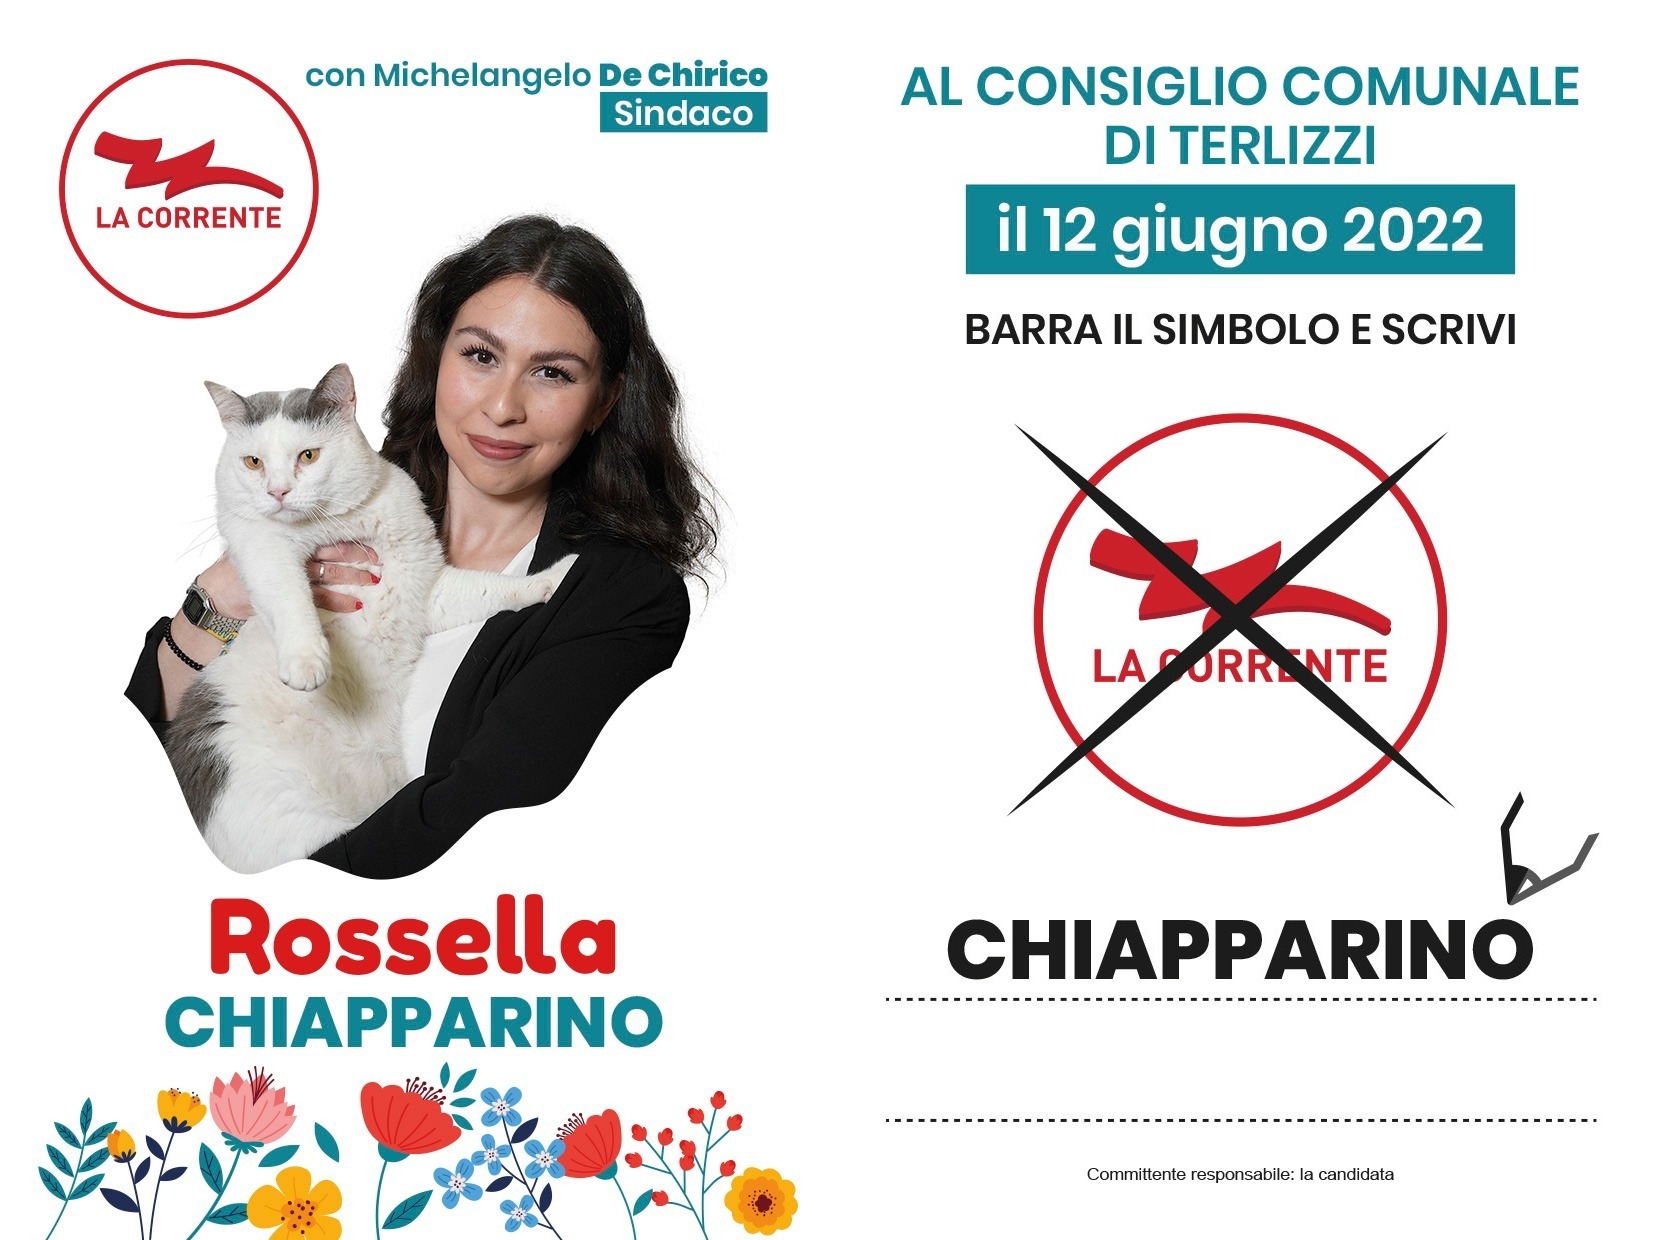 con Michelangelo De Chirico
Sindaco
LA CORRENTE
Rossella
CHIAPPARINO
AL CONSIGLIO COMUNALE
DI TERLIZZI
il 12 giugno 2022
BARRA IL SIMBOLO E SCRIVI
LA CORRENTE
CHIAPPARINO
Committente responsabile: la candidata